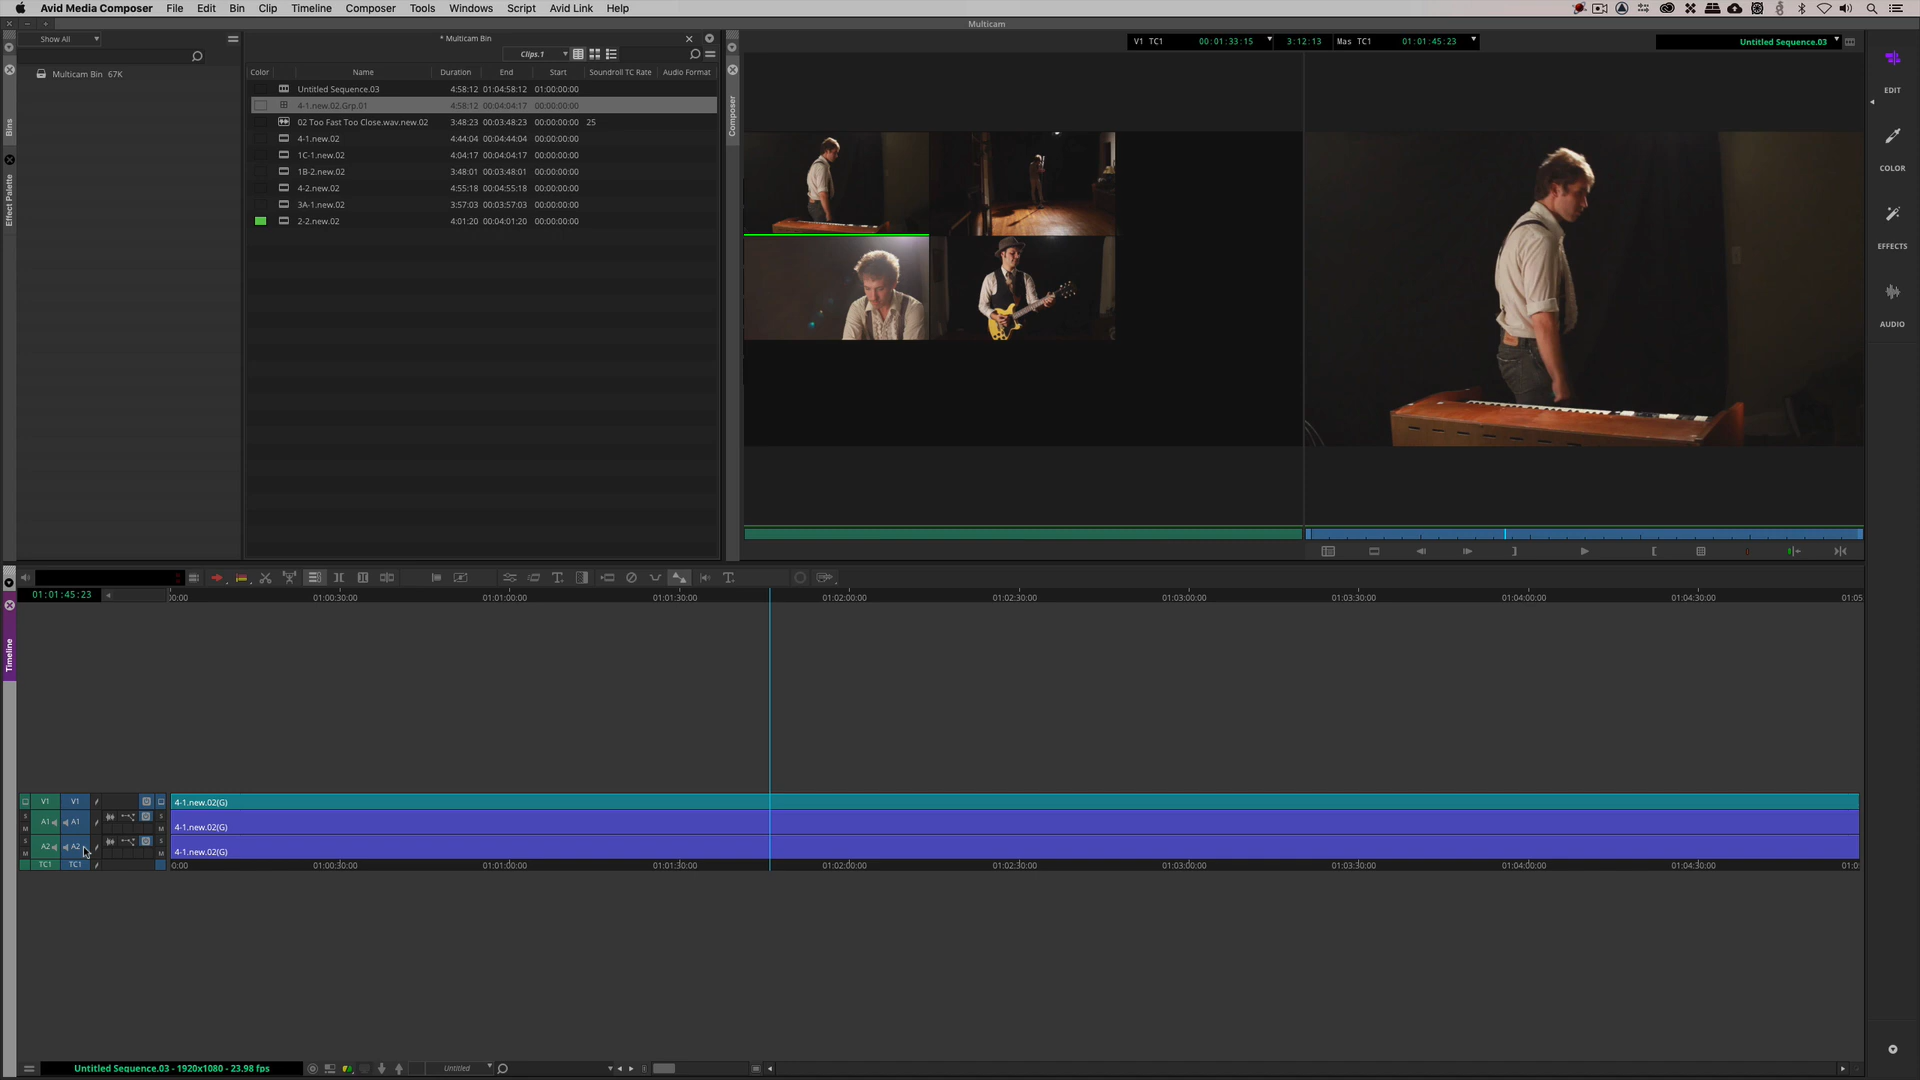 Avid Media Composer File Edit Bin Clip Timeline Composer Tools Windows Script Avid Link Help
Multicam
Show All
Multicam Bin 67K
Bins
Effect Palette
* Multicam Bin
Clips.1
Color Name Duration End Start Soundroll TC Rate Audio Format
Untitled Sequence.03 4:58:12 01:04:58:12 01:00:00:00
4-1.new.02.Grp.01 4:58:12 00:04:04:17 00:00:00:00
02 Too Fast Too Close.wav.new.02 3:48:23 00:03:48:23 00:00:00:00 25
4-1.new.02 4:44:04 00:04:44:04 00:00:00:00
1C-1.new.02 4:04:17 00:04:04:17 00:00:00:00
1B-2.new.02 3:48:01 00:03:48:01 00:00:00:00
4-2.new.02 4:55:18 00:04:55:18 00:00:00:00
3A-1.new.02 3:57:03 00:03:57:03 00:00:00:00
2-2.new.02 4:01:20 00:04:01:20 00:00:00:00
Composer
V1 TC1 00:01:33:15 3:12:13 Mas TC1 01:01:45:23 Untitled Sequence.03
EDIT
COLOR
EFFECTS
AUDIO
Timeline
01:01:45:23 0:00 01:00:30:00 01:01:00:00 01:01:30:00 01:02:00:00 01:02:30:00 01:03:00:00 01:03:30:00 01:04:00:00 01:04:30:00 01:05
V1 V1 4-1.new.02(G)
S S
A1 A1 4-1.new.02(G)
M M
S S
A2 A2 4-1.new.02(G)
M M
TC1 TC1 0:00 01:00:30:00 01:01:00:00 01:01:30:00 01:02:00:00 01:02:30:00 01:03:00:00 01:03:30:00 01:04:00:00 01:04:30:00 01:0
Untitled Sequence.03 - 1920x1080 - 23.98 fps Untitled